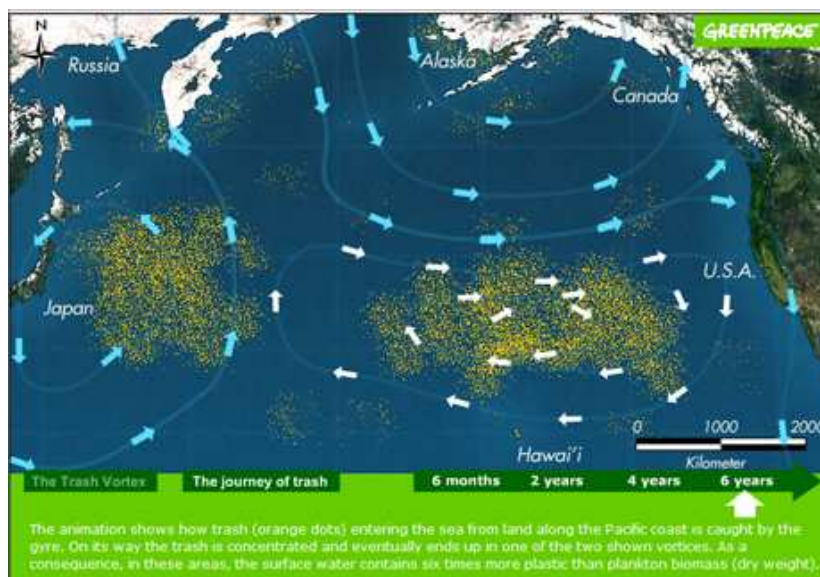 GREENPEACE
N
Russia
Alaska
Canada
U.S.A.
Japan
0 1000 2000
Kilometer
Hawai'i
The Trash Vortex The journey of trash 6 months 2 years 4 years 6 years
The animation shows how trash (orange dots) entering the sea from land along the Pacific coast is caught by the
gyre. On its way the trash is concentrated and eventually ends up in one of the two shown vortices. As a
consequence, in these areas, the surface water contains six times more plastic than plankton biomass (dry weight).